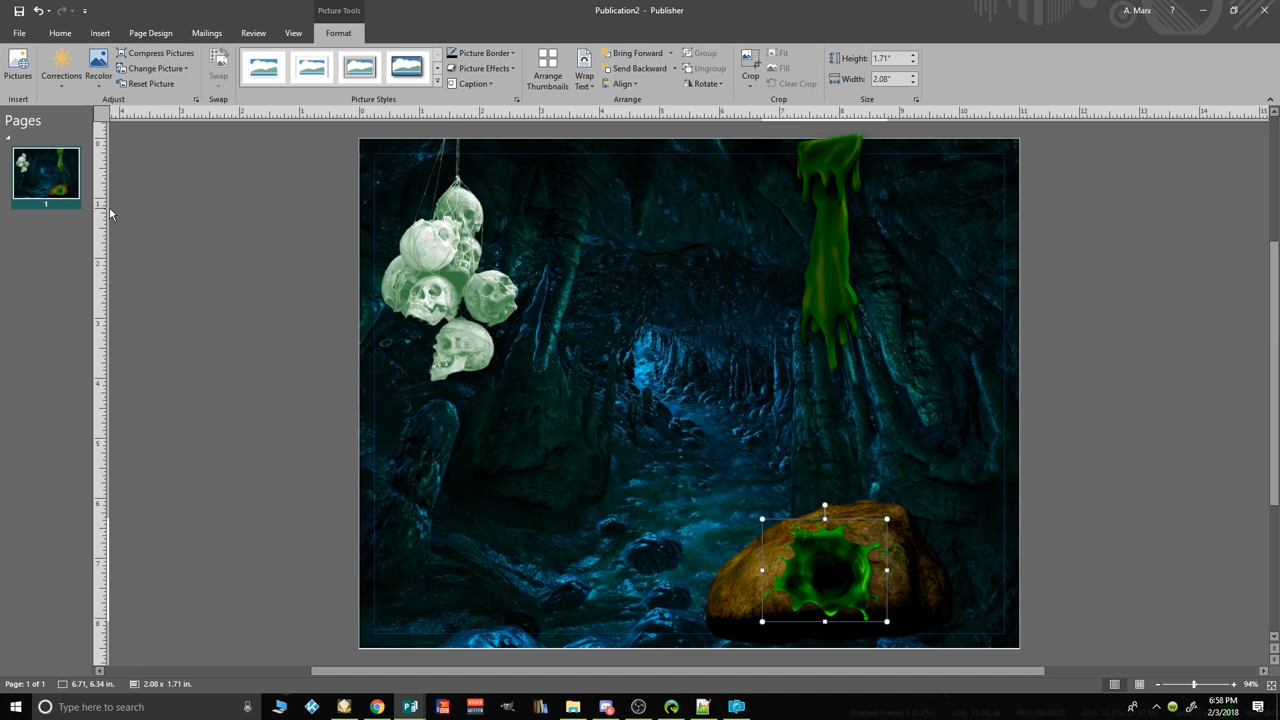 Picture Tools
Publication2 - Publisher
A. Marx
?
File
Home
Insert
Page Design
Mailings
Review
View
Format
Pictures
Corrections
Recolor
Compress Pictures
Change Picture
Reset Picture
Swap
Picture Border
Picture Effects
Caption
Arrange Thumbnails
Wrap Text
Bring Forward
Send Backward
Align
Group
Ungroup
Rotate
Crop
Fit
Fill
Clear Crop
Height: 1.71"
Width: 2.08"
Insert
Adjust
Swap
Picture Styles
Arrange
Crop
Size
Pages
1
Page: 1 of 1
6.71, 6.34 in.
2.08 x 1.71 in.
94%
Type here to search
6:58 PM
2/3/2018